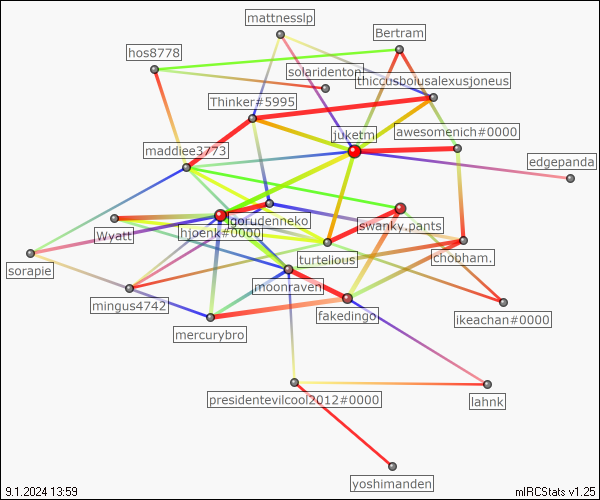 mattnesslp
Bertram
hos8778
solaridenton
thiccusboiusalexusjoneus
Thinker#5995
awesomenich#0000
juketm
maddiee3773
edgepanda
gorudenneko
swanky.pants
hjoenk#0000
Wyatt
turtelious
chobham.
sorapie
moonraven
mingus4742
fakedingo
ikeachan#0000
mercurybro
presidentevilcool2012#0000
lahnk
yoshimanden
9.1.2024 13:59
mIRCStats v1.25